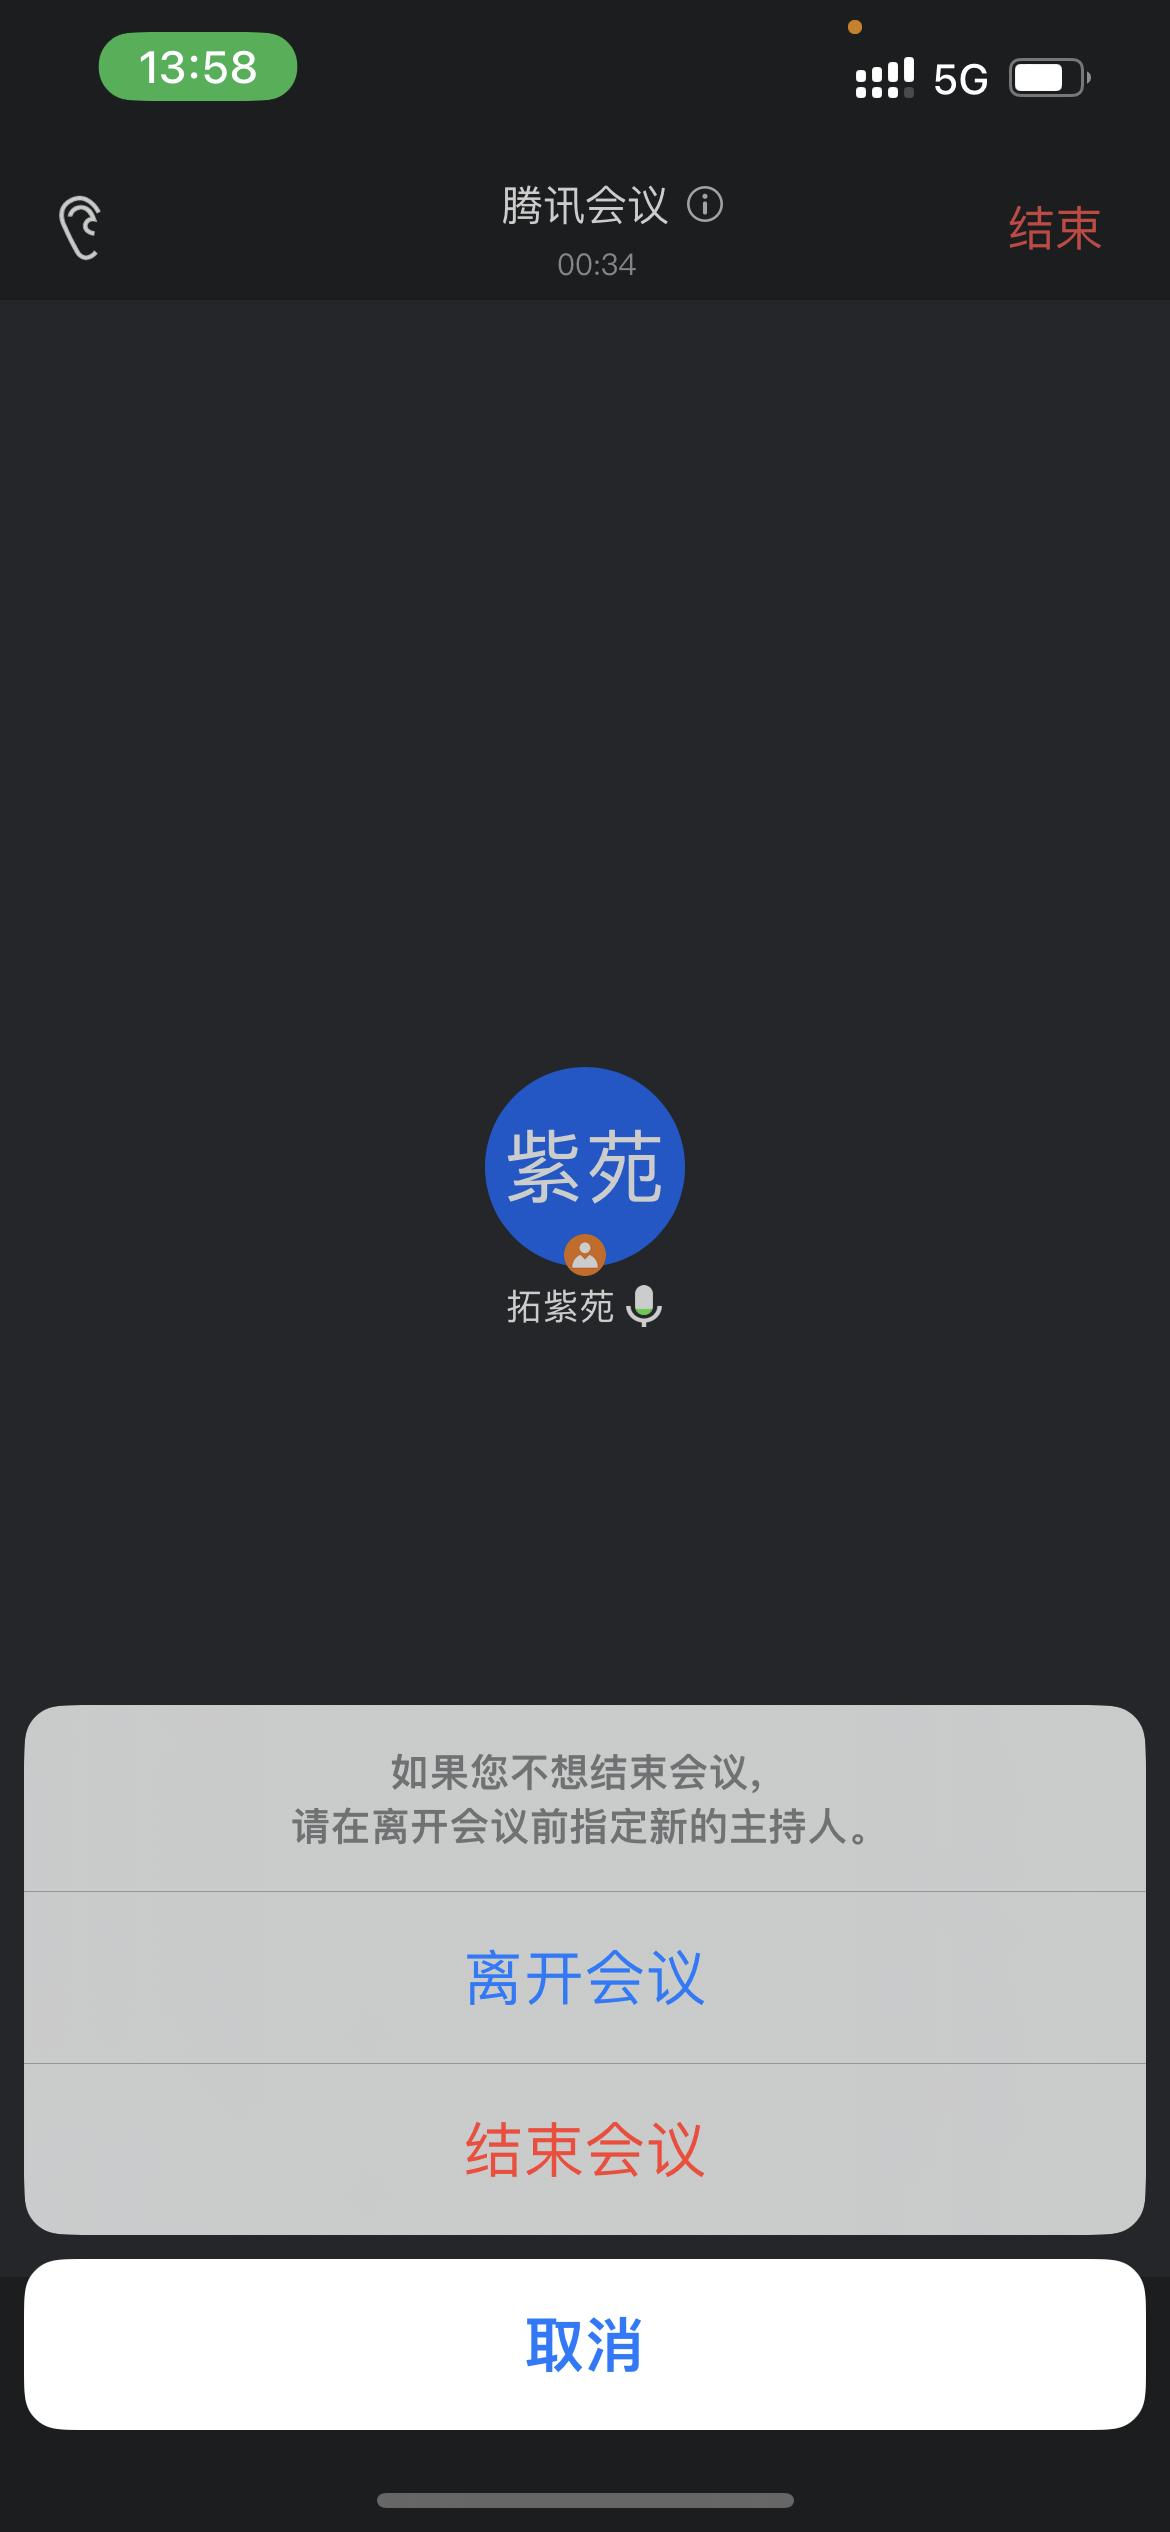 13:58
5G
腾讯会议
00:34
结束
紫苑
拓紫苑
如果您不想结束会议，
请在离开会议前指定新的主持人。
离开会议
结束会议
取消